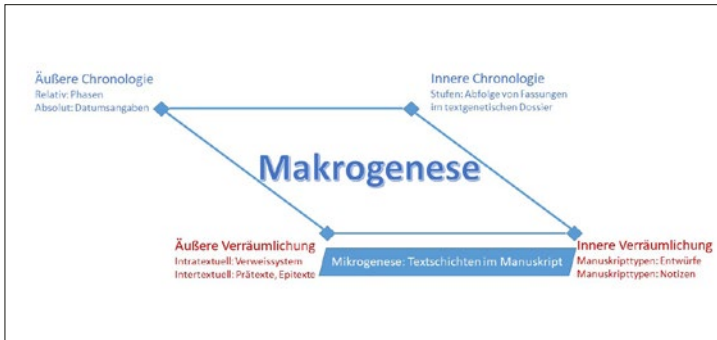 Äußere Chronologie
Relativ: Phasen
Absolut: Datumsangaben
Innere Chronologie
Stufen: Abfolge von Fassungen
im textgenetischen Dossier
Makrogenese
Äußere Verräumlichung
Intratextuell: Verweissystem
Intertextuell: Prätexte, Epitexte
Mikrogenese: Textschichten im Manuskript
Innere Verräumlichung
Manuskripttypen: Entwürfe
Manuskripttypen: Notizen